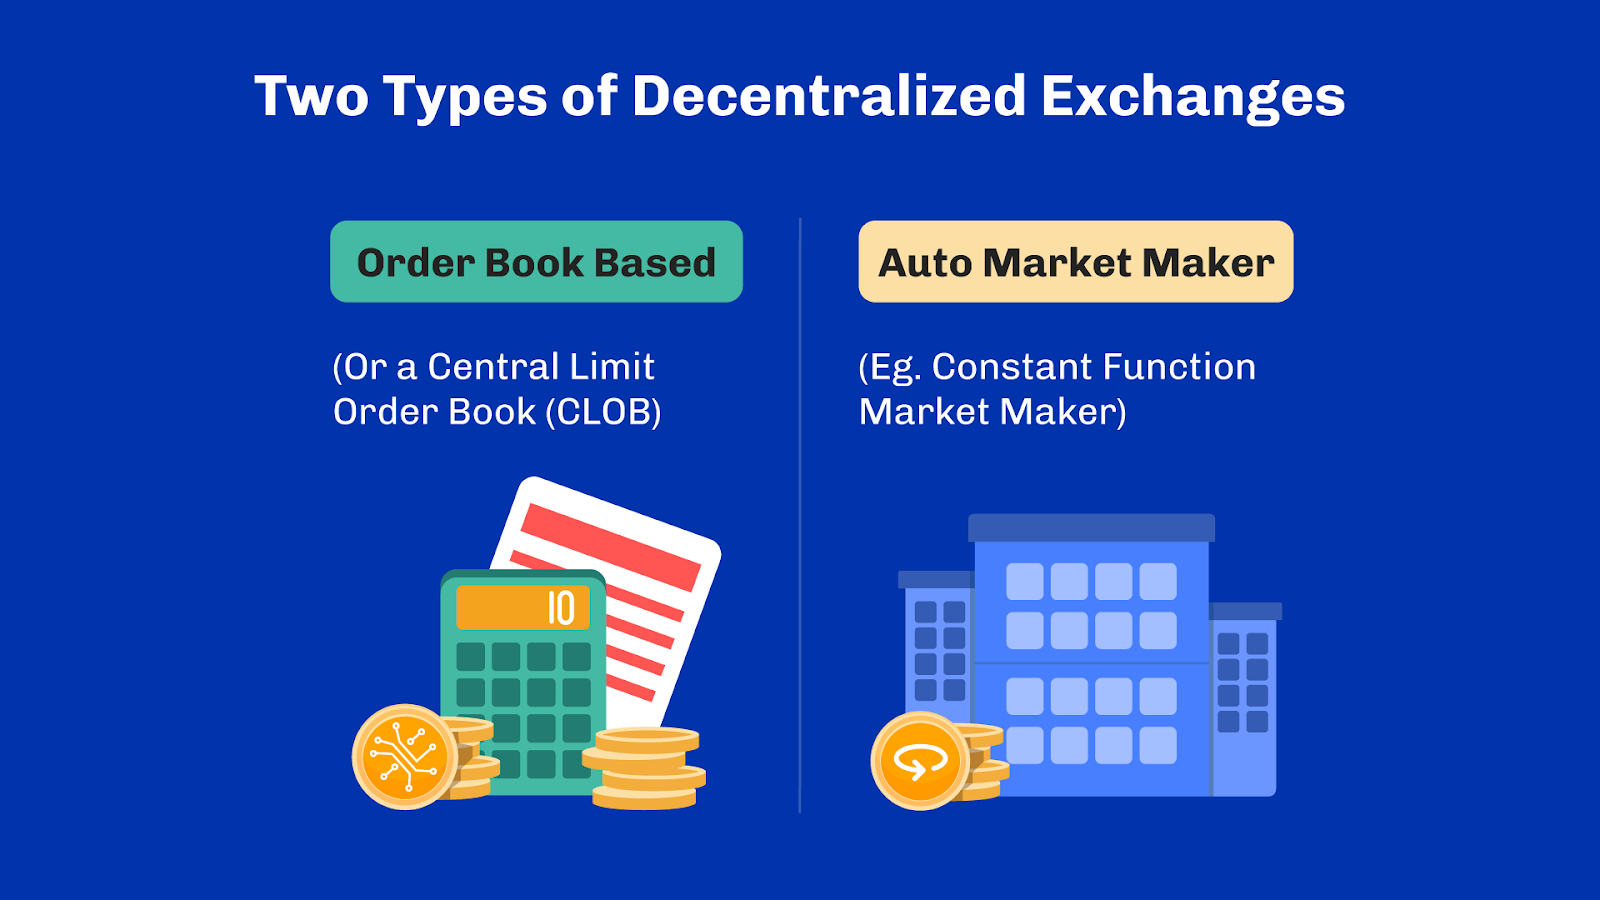 Two Types of Decentralized Exchanges
Order Book Based
(Or a Central Limit
Order Book (CLOB)
Auto Market Maker
(Eg. Constant Function
Market Maker)
10